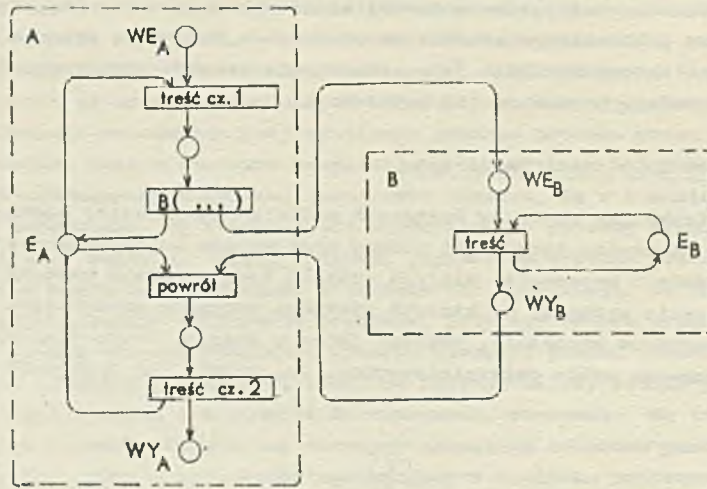 A
WE_A
treść cz. 1
B( ... )
E_A
powrót
treść cz. 2
WY_A
B
WE_B
treść
E_B
WY_B